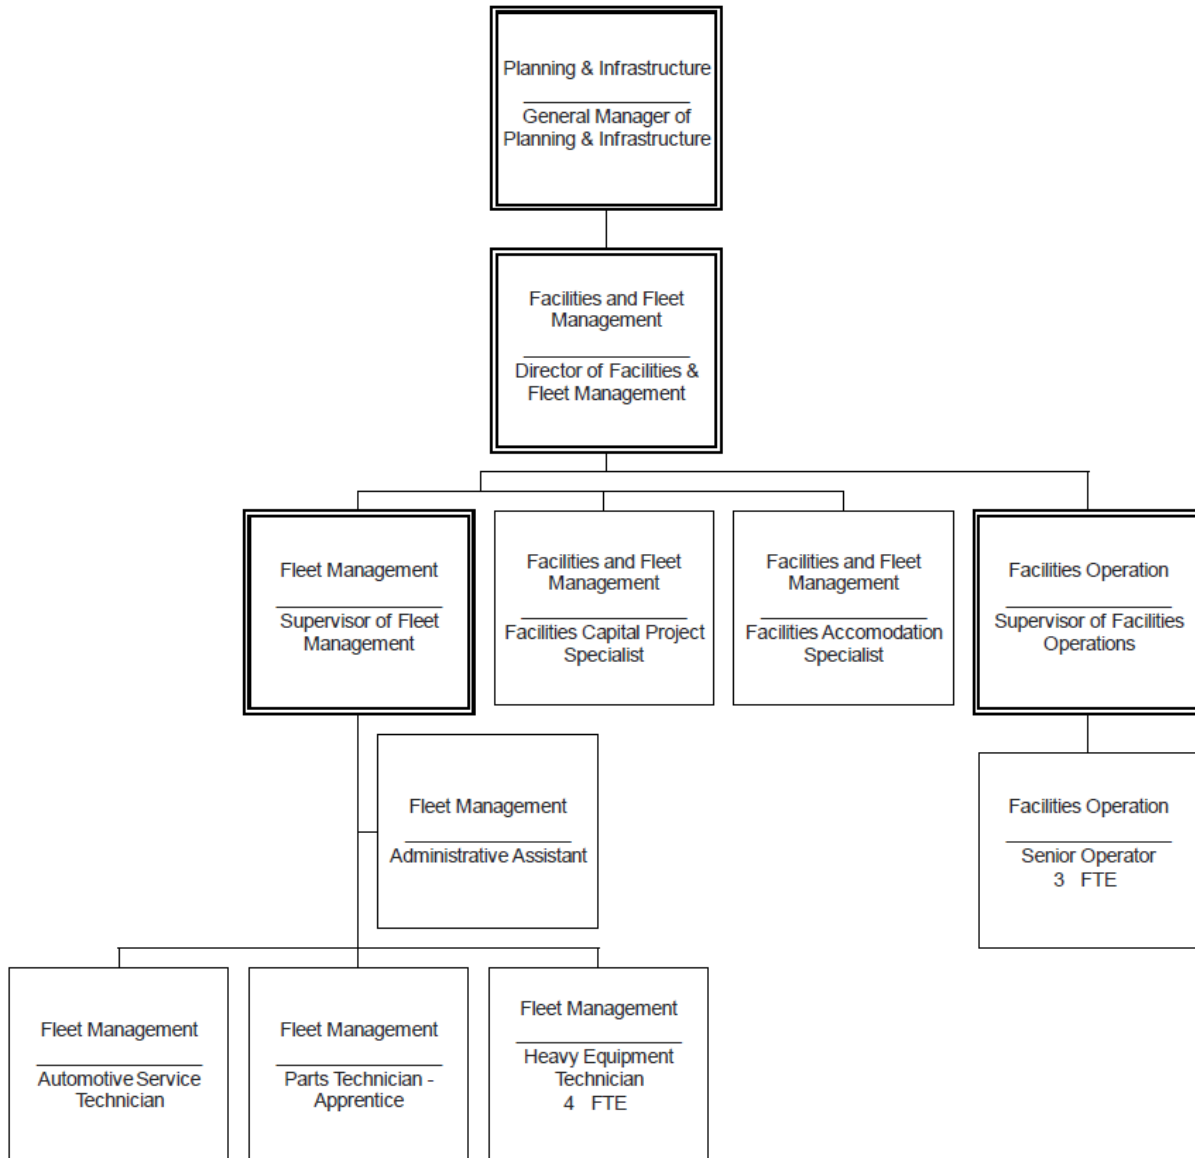 Planning & Infrastructure
General Manager of
Planning & Infrastructure
Facilities and Fleet
Management
Director of Facilities &
Fleet Management
Fleet Management
Supervisor of Fleet
Management
Facilities and Fleet
Management
Facilities Capital Project
Specialist
Facilities and Fleet
Management
Facilities Accomodation
Specialist
Facilities Operation
Supervisor of Facilities
Operations
Fleet Management
Administrative Assistant
Facilities Operation
Senior Operator
3 FTE
Fleet Management
Automotive Service
Technician
Fleet Management
Parts Technician -
Apprentice
Fleet Management
Heavy Equipment
Technician
4 FTE